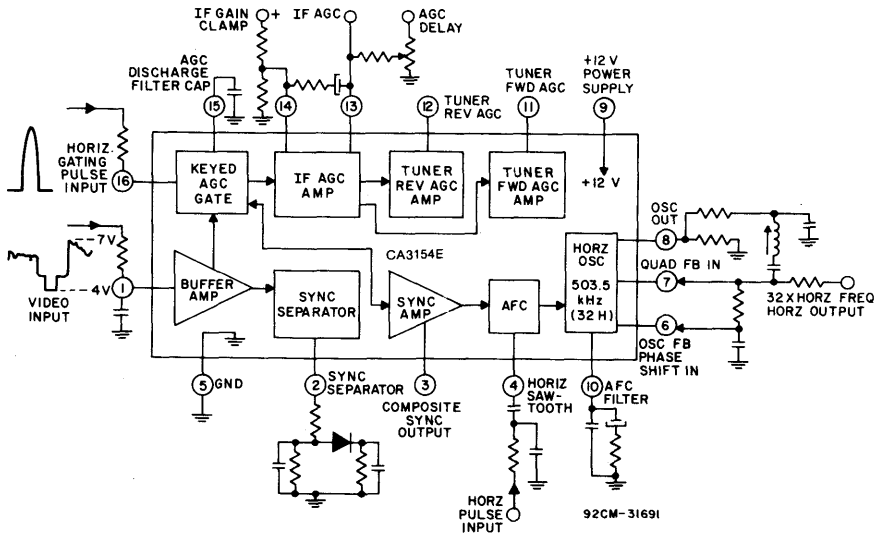 IF GAIN
CLAMP
+
IF AGC
AGC
DELAY
AGC
DISCHARGE
FILTER CAP
15
14
13
12
TUNER
REV AGC
TUNER
FWD AGC
11
+12 V
POWER
SUPPLY
9
HORIZ.
GATING
PULSE
INPUT
16
KEYED
AGC
GATE
IF AGC
AMP
TUNER
REV AGC
AMP
TUNER
FWD AGC
AMP
+12 V
OSC
OUT
8
7V
4V
1
VIDEO
INPUT
BUFFER
AMP
SYNC
SEPARATOR
CA3154E
SYNC
AMP
AFC
HORZ
OSC
503.5
kHz
(32 H)
QUAD FB IN
7
32 X HORZ FREQ
HORZ OUTPUT
6
OSC FB
PHASE
SHIFT IN
5
GND
2
SYNC
SEPARATOR
3
COMPOSITE
SYNC
OUTPUT
4
HORIZ
SAW-
TOOTH
10
AFC
FILTER
HORZ
PULSE
INPUT
92CM-31691